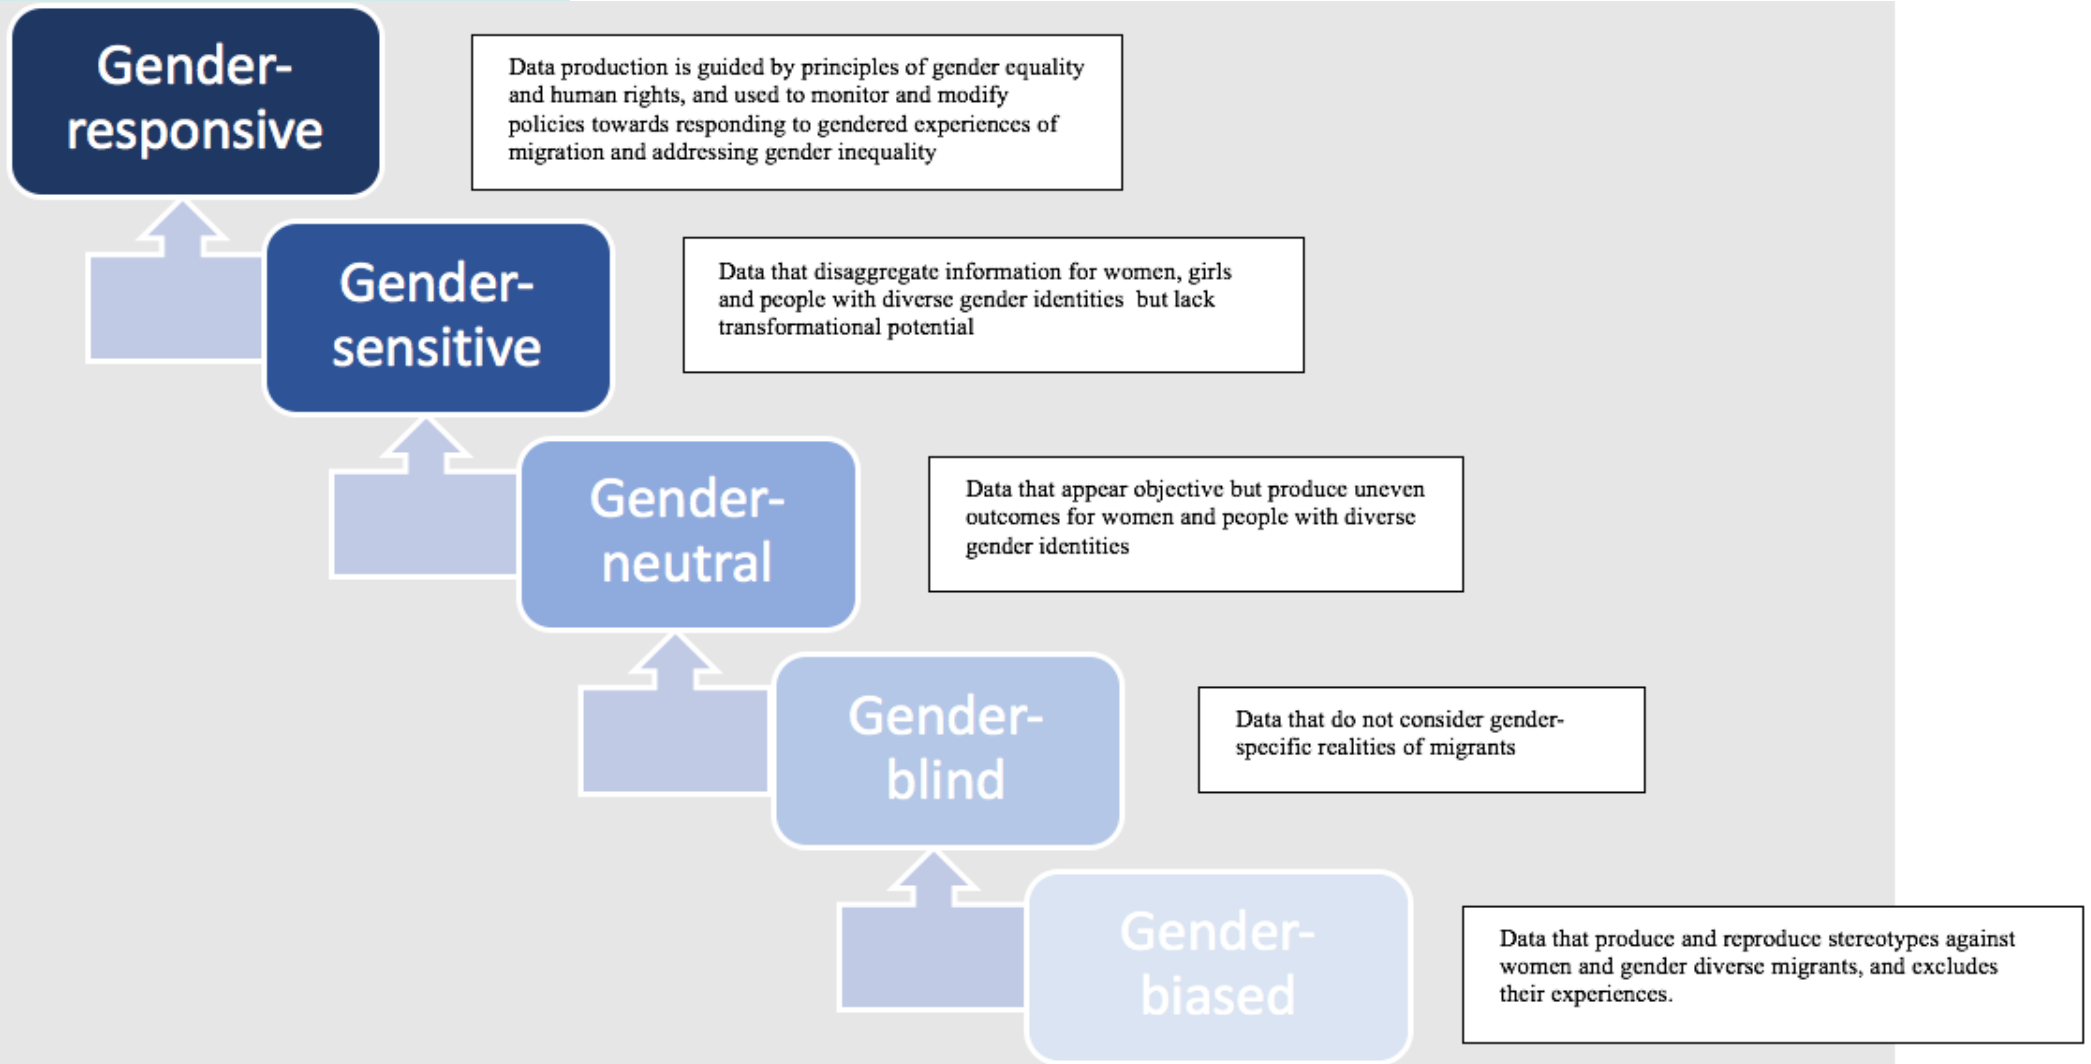 Gender-
responsive
Data production is guided by principles of gender equality
and human rights, and used to monitor and modify
policies towards responding to gendered experiences of
migration and addressing gender inequality
Gender-
sensitive
Data that disaggregate information for women, girls
and people with diverse gender identities but lack
transformational potential
Gender-
neutral
Data that appear objective but produce uneven
outcomes for women and people with diverse
gender identities
Gender-
blind
Data that do not consider gender-
specific realities of migrants
Gender-
biased
Data that produce and reproduce stereotypes against
women and gender diverse migrants, and excludes
their experiences.